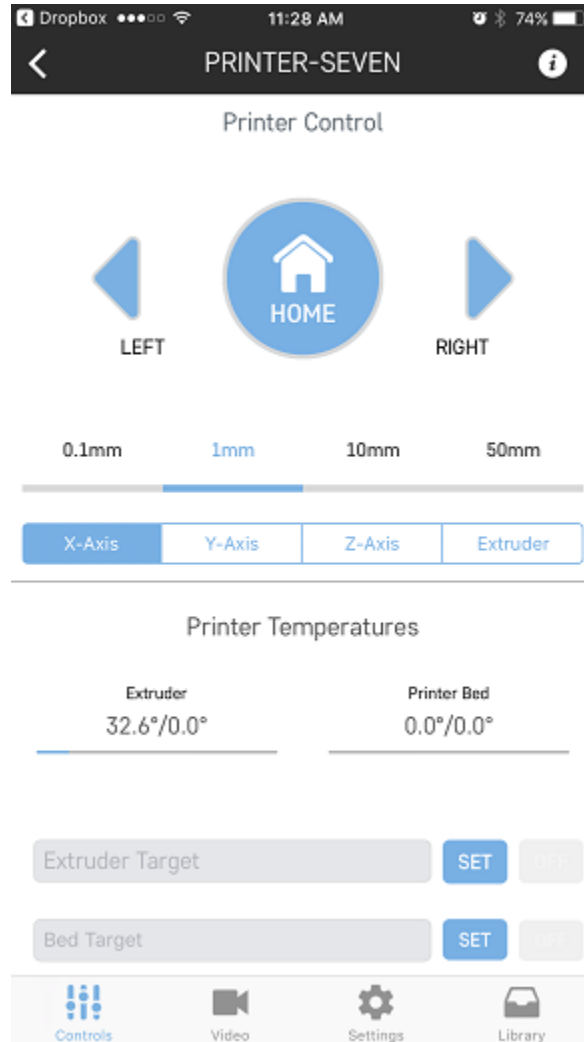 Dropbox 11:28 AM 74%
PRINTER-SEVEN
Printer Control
HOME
LEFT RIGHT
0.1mm 1mm 10mm 50mm
X-Axis Y-Axis Z-Axis Extruder
Printer Temperatures
Extruder Printer Bed
32.6°/0.0° 0.0°/0.0°
Extruder Target SET OFF
Bed Target SET OFF
Controls Video Settings Library